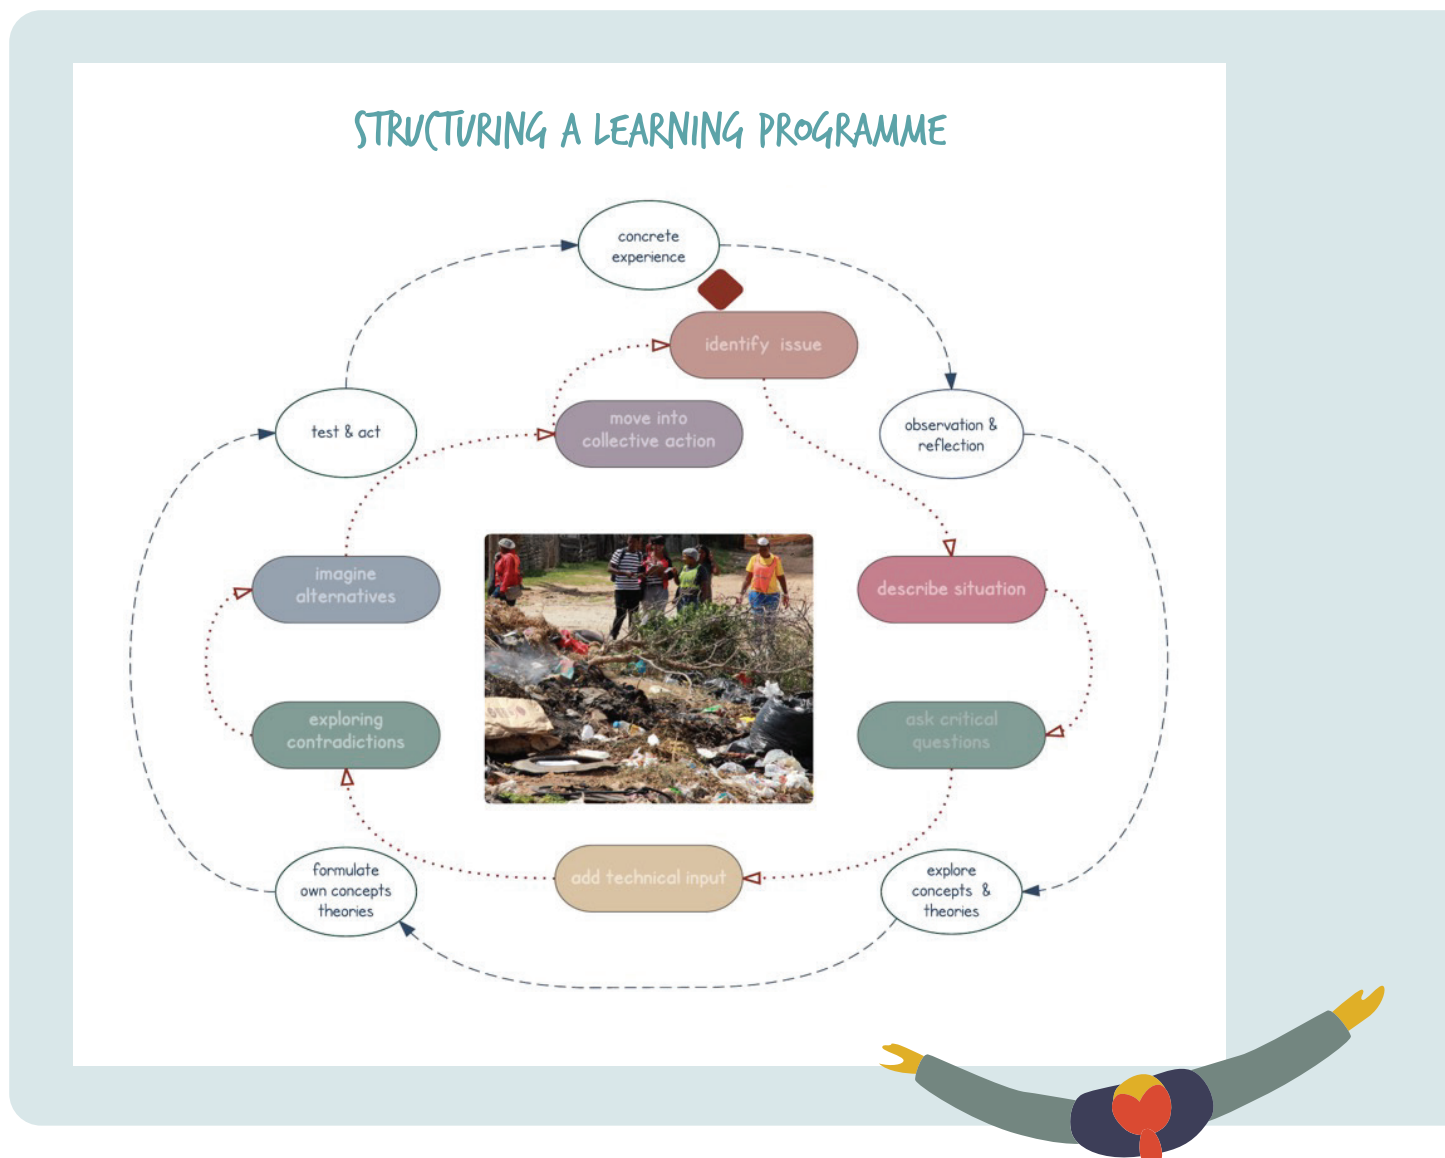 STRUCTURING A LEARNING PROGRAMME
concrete
experience
identify issue
move into
collective action
test & act
observation &
reflection
imagine
alternatives
describe situation
exploring
contradictions
ask critical
questions
formulate
own concepts
theories
add technical input
explore
concepts &
theories